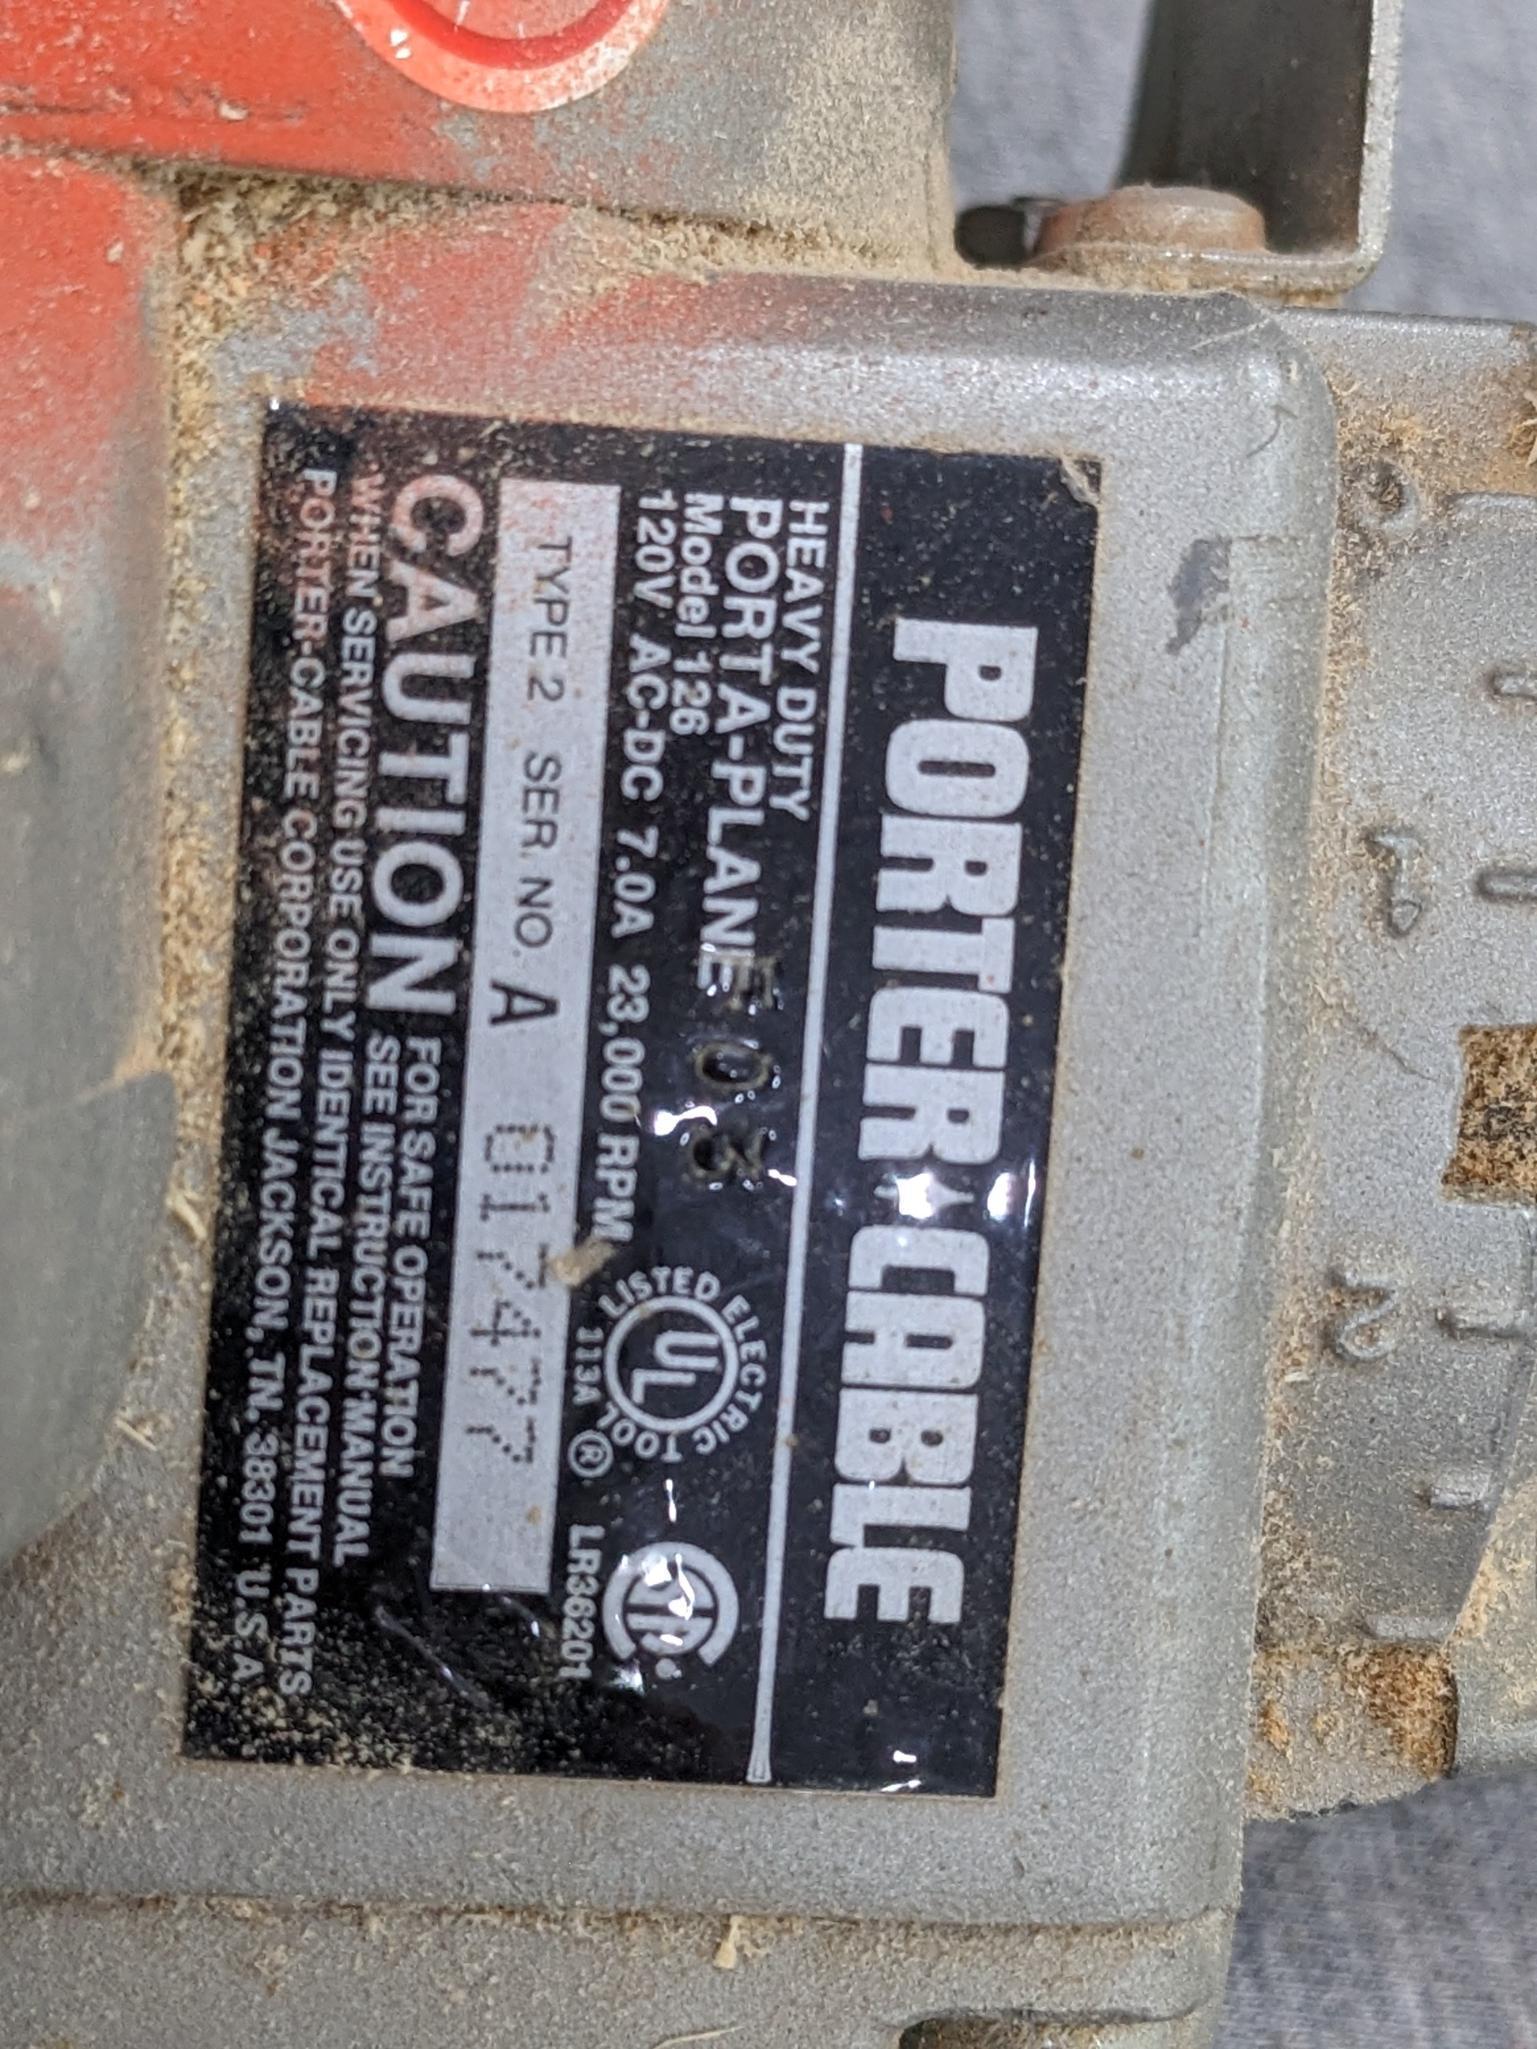 PORTER·CABLE
HEAVY DUTY
PORTA-PLANE
Model 126
120V AC-DC 7.0A 23,000 RPM
LISTED ELECTRIC TOOL
UL
113A ®
LR36201
TYPE 2 SER. NO. A 017477
CAUTION FOR SAFE OPERATION
SEE INSTRUCTION MANUAL
WHEN SERVICING USE ONLY IDENTICAL REPLACEMENT PARTS
PORTER-CABLE CORPORATION JACKSON, TN. 38301 U.S.A.